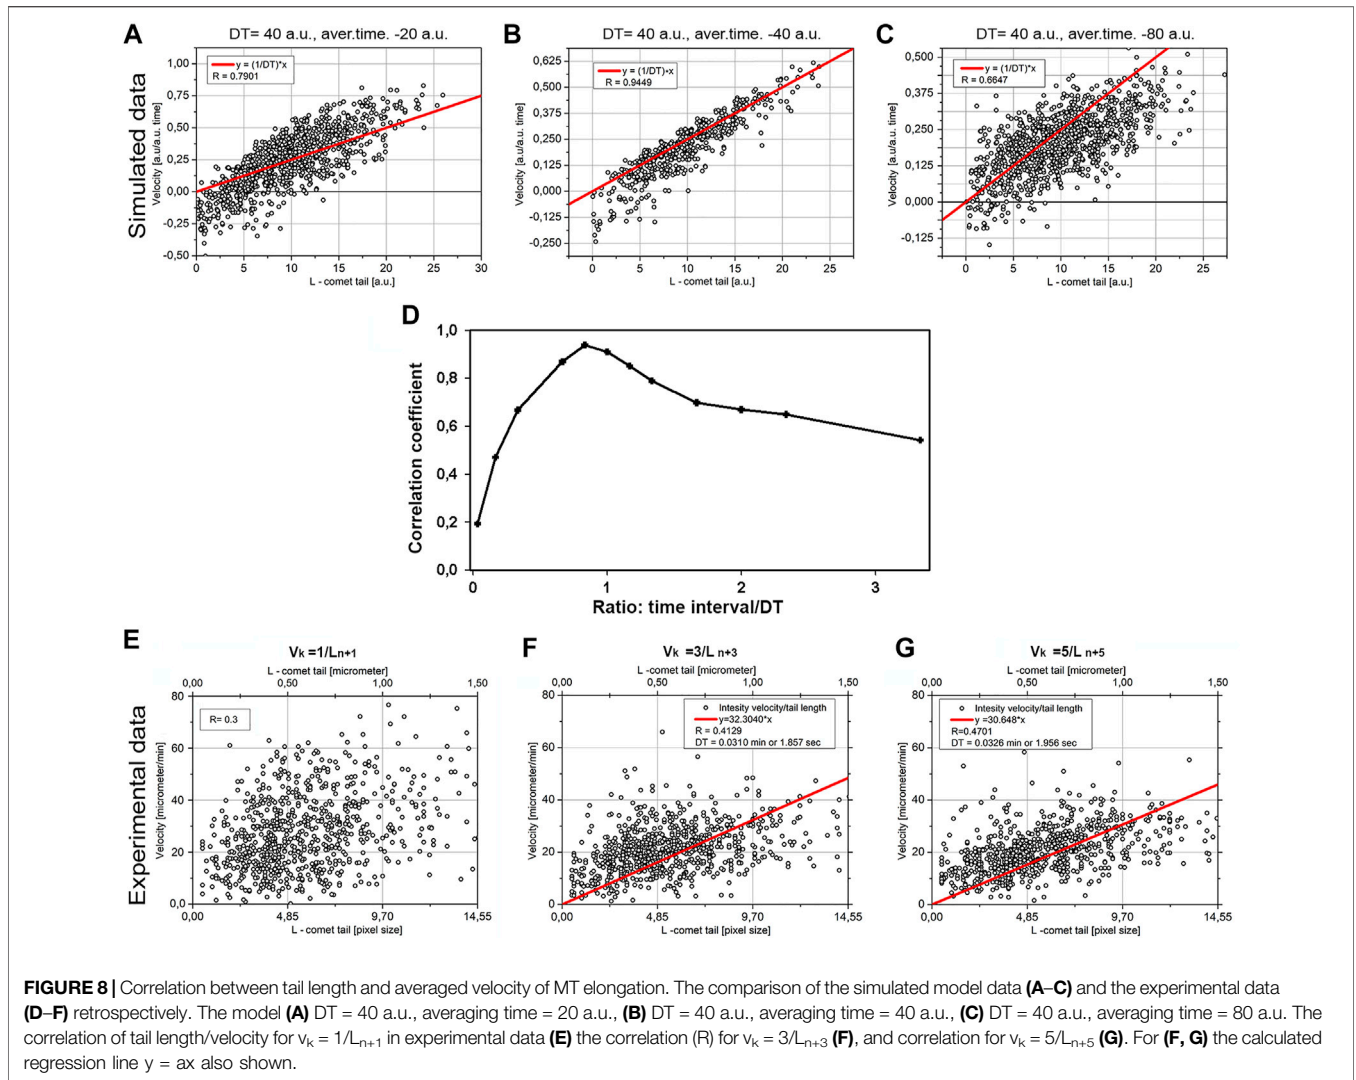 A
DT= 40 a.u., aver.time. -20 a.u.
B
DT= 40 a.u., aver.time. -40 a.u.
C
DT= 40 a.u., aver.time. -80 a.u.
Simulated data
Velocity [a.u/a.u. time]
1,00
0,75
0,50
0,25
0,00
-0,25
-0,50
y = (1/DT)*x
R = 0.7901
0 5 10 15 20 25 30
L - comet tail [a.u.]
Velocity [a.u/a.u. time]
0,625
0,500
0,375
0,250
0,125
0,000
-0,125
-0,250
y = (1/DT)*x
R = 0.9449
0 5 10 15 20 25
L - comet tail [a.u.]
Velocity [a.u/a.u. time]
0,500
0,375
0,250
0,125
0,000
-0,125
y = (1/DT)*x
R = 0.6647
0 5 10 15 20 25
L - comet tail [a.u.]
D
Correlation coefficient
1,0
0,8
0,6
0,4
0,2
0,0
0 1 2 3
Ratio: time interval/DT
Experimental data
E
Vk =1/Ln+1
L - comet tail [micrometer]
0,00 0,50 1,00 1,50
Velocity [micrometer/min]
80
60
40
20
0
R= 0.3
0,00 4,85 9,70 14,55
L - comet tail [pixel size]
F
Vk =3/L n+3
L -comet tail [micrometer]
0,00 0,50 1,00 1,50
Velocity [micrometer/min]
80
60
40
20
0
Intesity velocity/tail length
y=32.3040*x
R = 0.4129
DT = 0.0310 min or 1.857 sec
0,00 4,85 9,70 14,55
L -comet tail [pixel size]
G
Vk =5/L n+5
L -comet tail [micrometer]
0,00 0,50 1,00 1,50
Velocity [micrometer/min]
80
60
40
20
0
Intesity velocity/tail length
y =30.648*x
R=0.4701
DT = 0.0326 min or 1.956 sec
0,00 4,85 9,70 14,55
L -comet tail [pixel size]
FIGURE 8 | Correlation between tail length and averaged velocity of MT elongation. The comparison of the simulated model data (A–C) and the experimental data
(D–F) retrospectively. The model (A) DT = 40 a.u., averaging time = 20 a.u., (B) DT = 40 a.u., averaging time = 40 a.u., (C) DT = 40 a.u., averaging time = 80 a.u. The
correlation of tail length/velocity for vk = 1/Ln+1 in experimental data (E) the correlation (R) for vk = 3/Ln+3 (F), and correlation for vk = 5/Ln+5 (G). For (F, G) the calculated
regression line y = ax also shown.